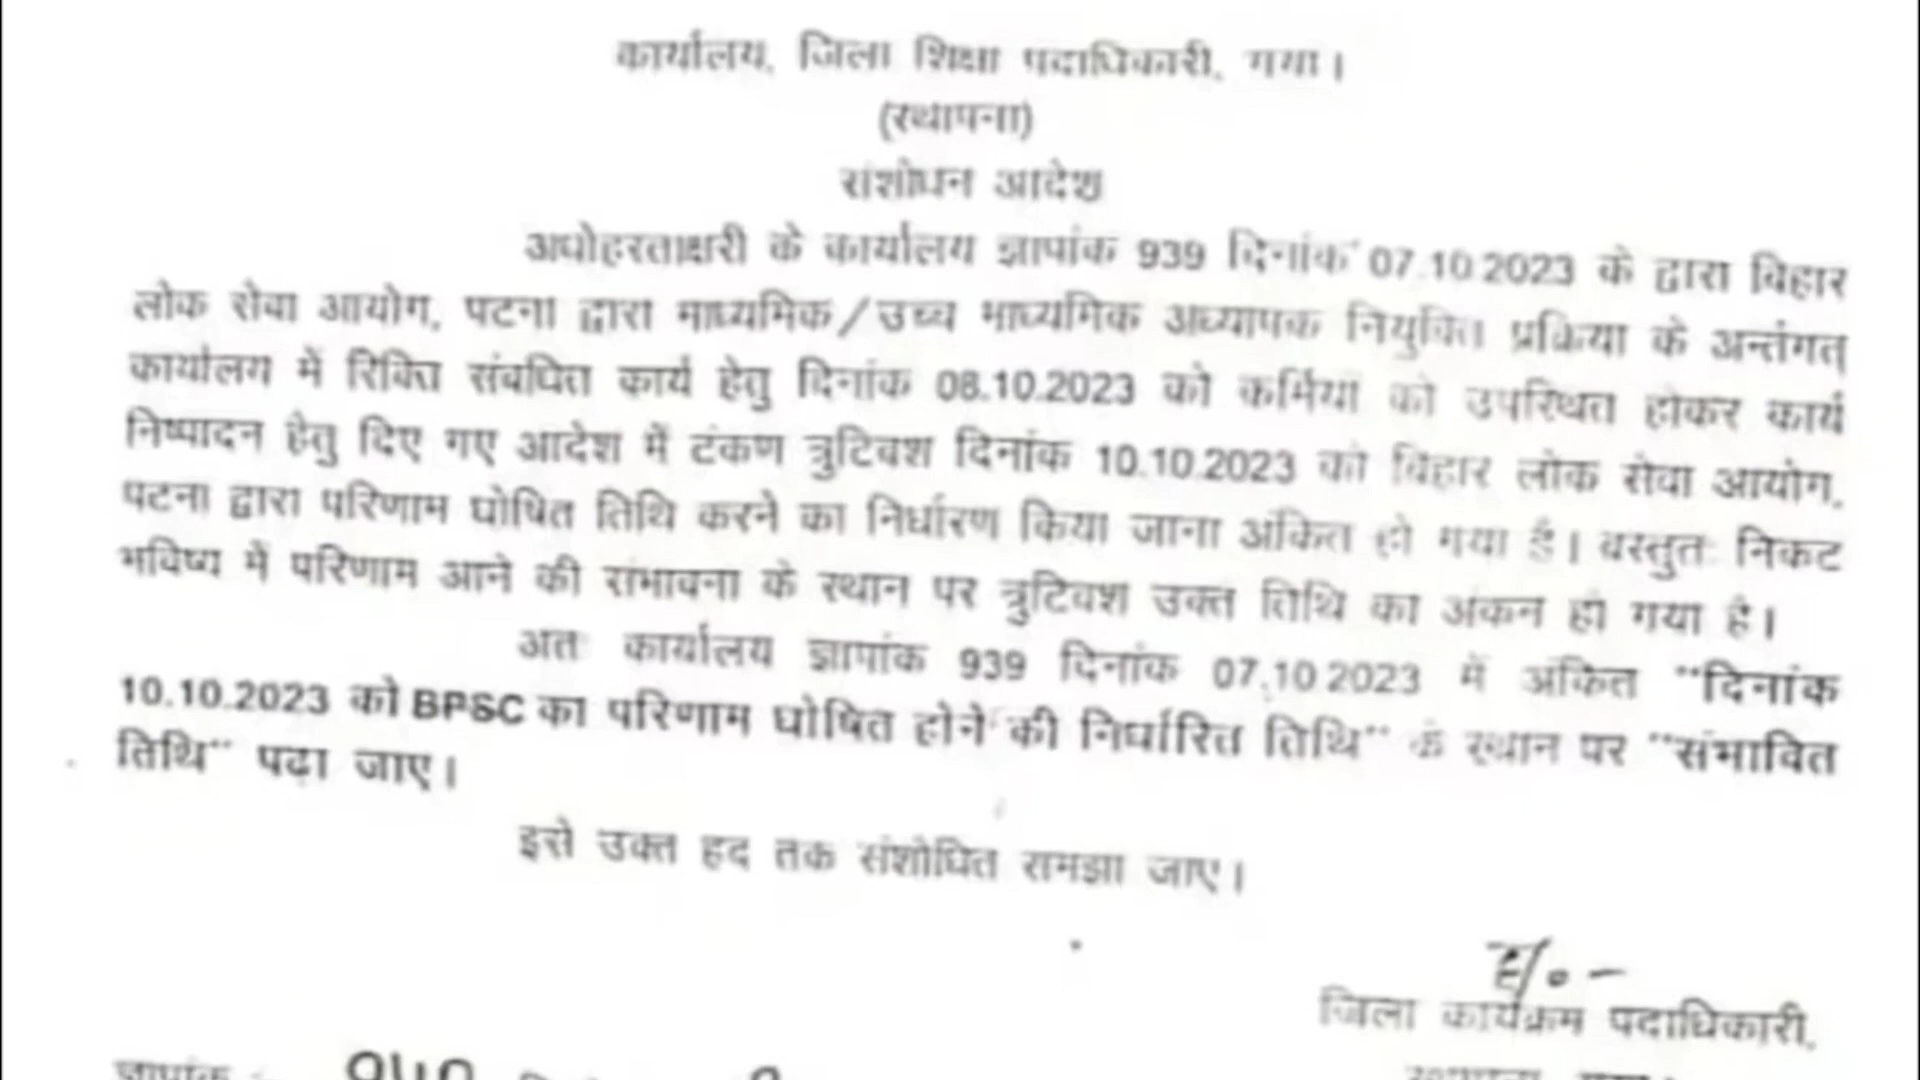 कार्यालय, जिला शिक्षा पदाधिकारी, गया।
(स्थापना)
संशोधन आदेश
अधोहस्ताक्षरी के कार्यालय ज्ञापांक 939 दिनांक 07.10.2023 के द्वारा बिहार
लोक सेवा आयोग, पटना द्वारा माध्यमिक/उच्च माध्यमिक अध्यापक नियुक्ति प्रक्रिया के अन्तंगत्
कार्यालय में रिक्ति संबंधित कार्य हेतु दिनांक 08.10.2023 को कर्मियों को उपस्थित होकर कार्य
निष्पादन हेतु दिए गए आदेश में टंकण त्रुटिवश दिनांक 10.10.2023 को बिहार लोक सेवा आयोग,
पटना द्वारा परिणाम घोषित तिथि करने का निर्धारण किया जाना अंकित हो गया है। वस्तुतः निकट
भविष्य में परिणाम आने की संभावना के स्थान पर त्रुटिवश उक्त तिथि का अंकन हो गया है।
अतः कार्यालय ज्ञापांक 939 दिनांक 07.10.2023 में अंकित "दिनांक
10.10.2023 को BPSC का परिणाम घोषित होने की निर्धारित तिथि" के स्थान पर "संभावित
तिथि" पढ़ा जाए।
इसे उक्त हद तक संशोधित समझा जाए।
ह/०-
जिला कार्यक्रम पदाधिकारी,
ज्ञापांक :-